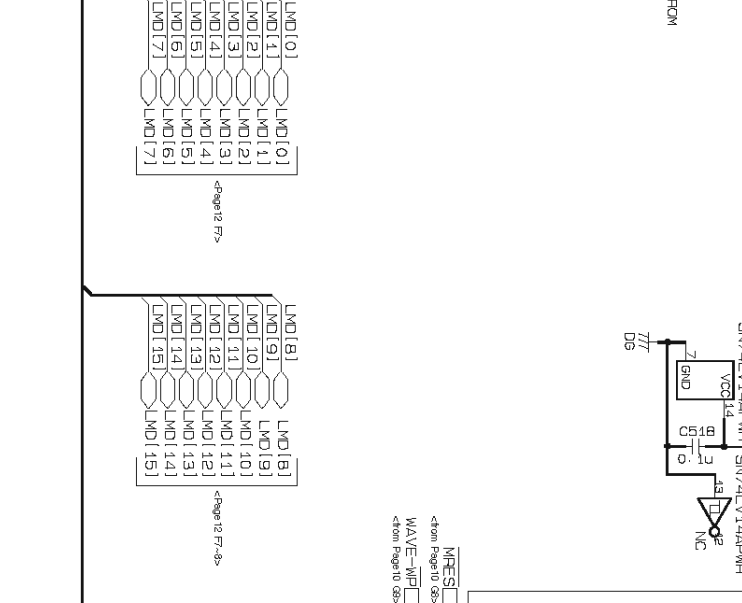 LMD[0]
LMD[1]
LMD[2]
LMD[3]
LMD[4]
LMD[5]
LMD[6]
LMD[7]
LMD[0]
LMD[1]
LMD[2]
LMD[3]
LMD[4]
LMD[5]
LMD[6]
LMD[7]
<Page12 F7>
LMD[8]
LMD[9]
LMD[10]
LMD[11]
LMD[12]
LMD[13]
LMD[14]
LMD[15]
LMD[8]
LMD[9]
LMD[10]
LMD[11]
LMD[12]
LMD[13]
LMD[14]
LMD[15]
<Page12 F7~8>
DG
7
GND
VCC
14
C518
0.1u
13
12
NC
MRES
<from Page10 G8>
WAVE-WP
<from Page10 G9>